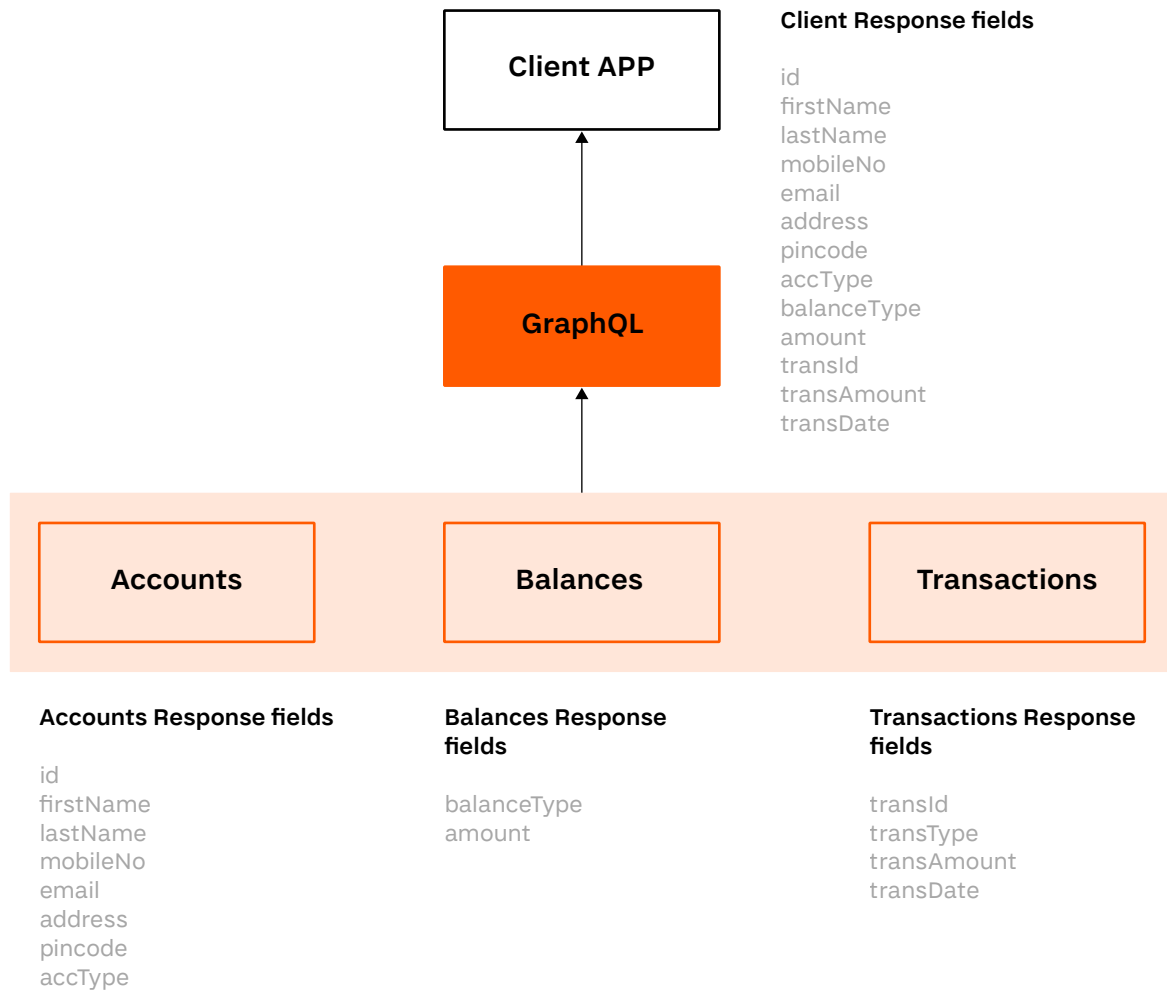 Client APP
Client Response fields
id
firstName
lastName
mobileNo
email
address
pincode
accType
balanceType
amount
transId
transAmount
transDate
GraphQL
Accounts
Balances
Transactions
Accounts Response fields
id
firstName
lastName
mobileNo
email
address
pincode
accType
Balances Response
fields
balanceType
amount
Transactions Response
fields
transId
transType
transAmount
transDate